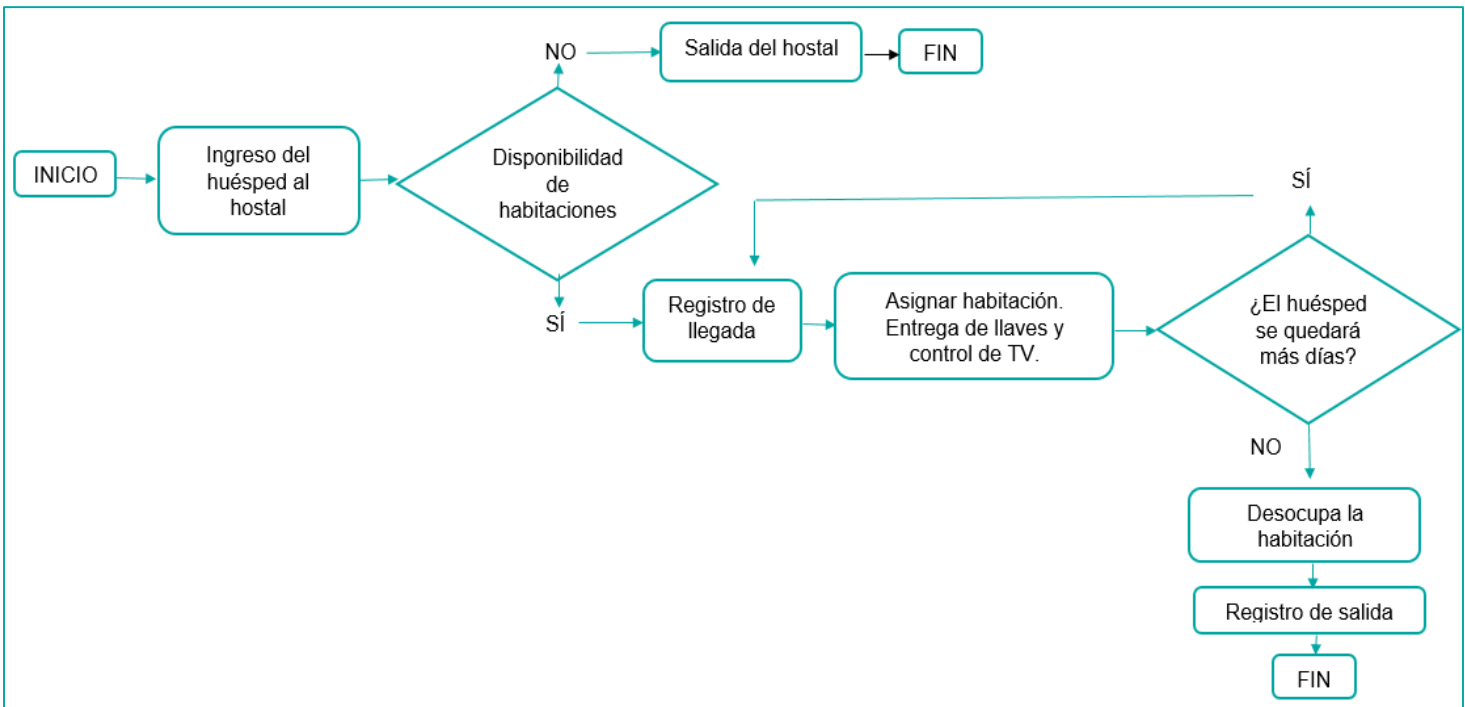 INICIO
Ingreso del
huésped al
hostal
Disponibilidad
de
habitaciones
NO
Salida del hostal
FIN
SÍ
Registro de
llegada
Asignar habitación.
Entrega de llaves y
control de TV.
¿El huésped
se quedará
más días?
SÍ
NO
Desocupa la
habitación
Registro de salida
FIN